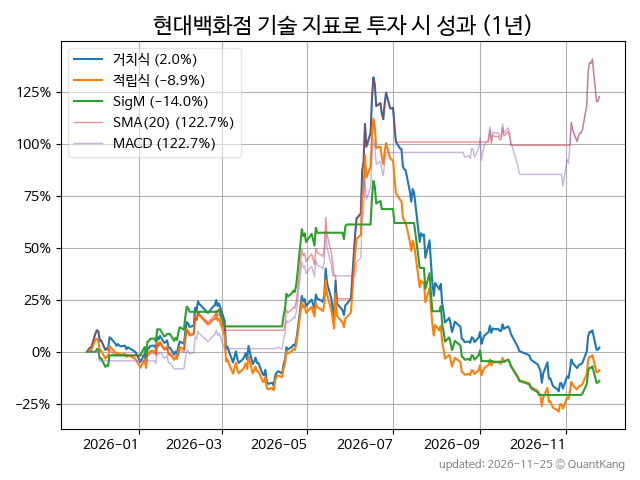 현대백화점 기술 지표로 투자 시 성과 (1년)
거치식 (2.0%)
적립식 (−8.9%)
SigM (−14.0%)
SMA(20) (122.7%)
MACD (122.7%)
125%
100%
75%
50%
25%
0%
−25%
2026-01 2026-03 2026-05 2026-07 2026-09 2026-11
updated: 2026-11-25 © QuantKang